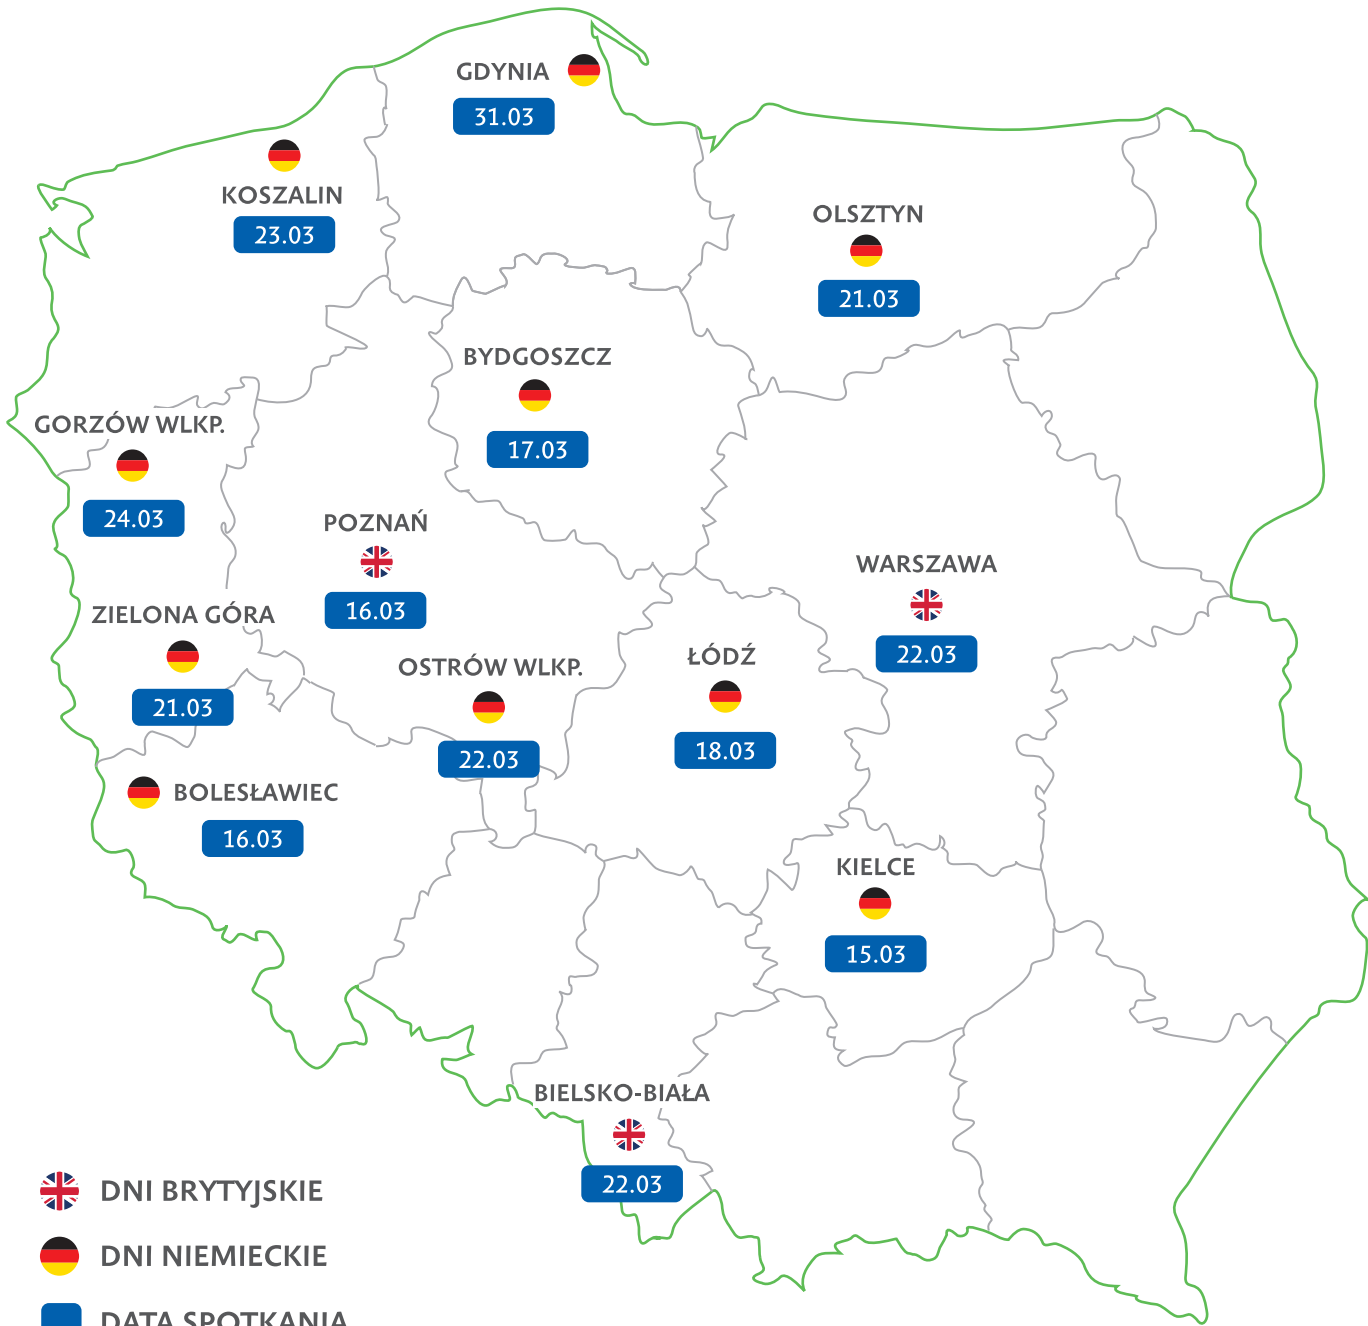 GDYNIA
31.03
KOSZALIN
23.03
OLSZTYN
21.03
BYDGOSZCZ
17.03
GORZÓW WLKP.
24.03
POZNAŃ
16.03
WARSZAWA
22.03
ZIELONA GÓRA
21.03
OSTRÓW WLKP.
22.03
ŁÓDŹ
18.03
BOLESŁAWIEC
16.03
KIELCE
15.03
BIELSKO-BIAŁA
22.03
DNI BRYTYJSKIE
DNI NIEMIECKIE
DATA SPOTKANIA